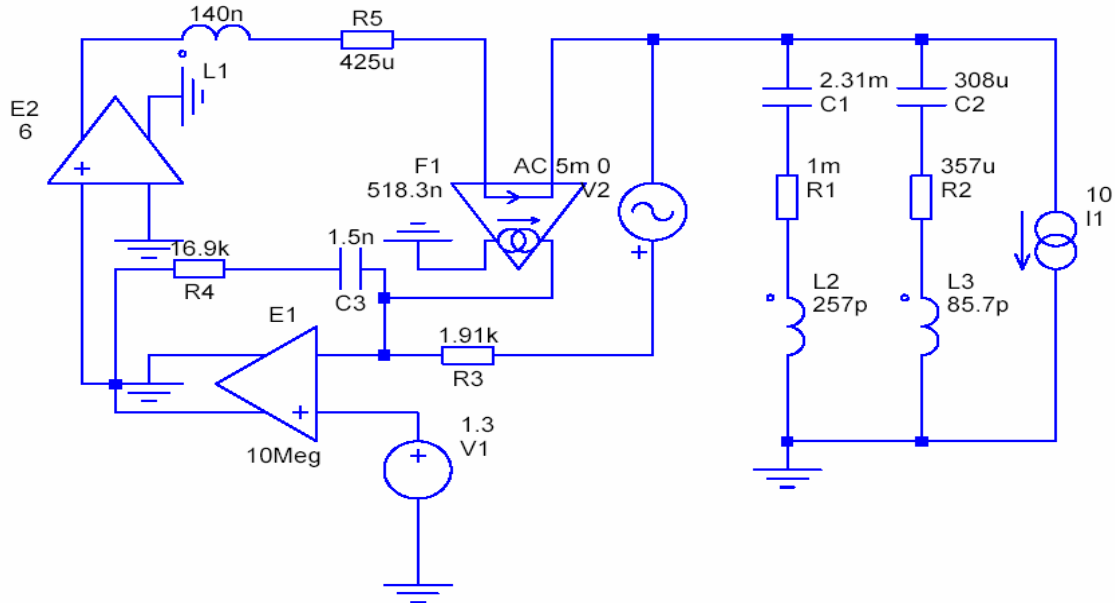 140n
R5
425u
L1
E2
6
F1
518.3n
AC 5m 0
V2
2.31m
C1
308u
C2
1m
R1
357u
R2
10
I1
16.9k
R4
1.5n
C3
L2
257p
L3
85.7p
E1
10Meg
1.91k
R3
1.3
V1